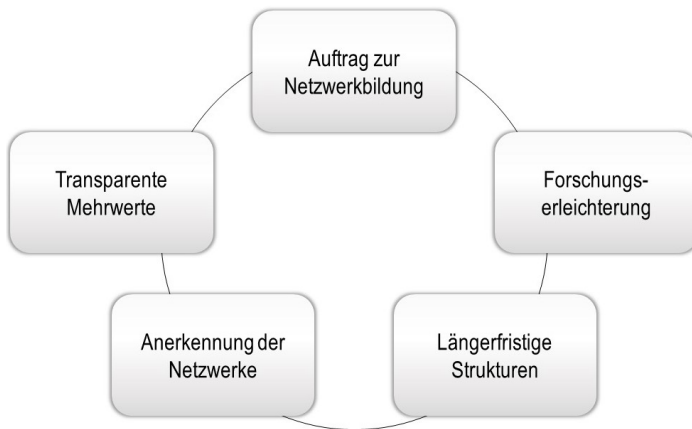 Auftrag zur
Netzwerkbildung
Transparente
Mehrwerte
Forschungs-
erleichterung
Anerkennung der
Netzwerke
Längerfristige
Strukturen